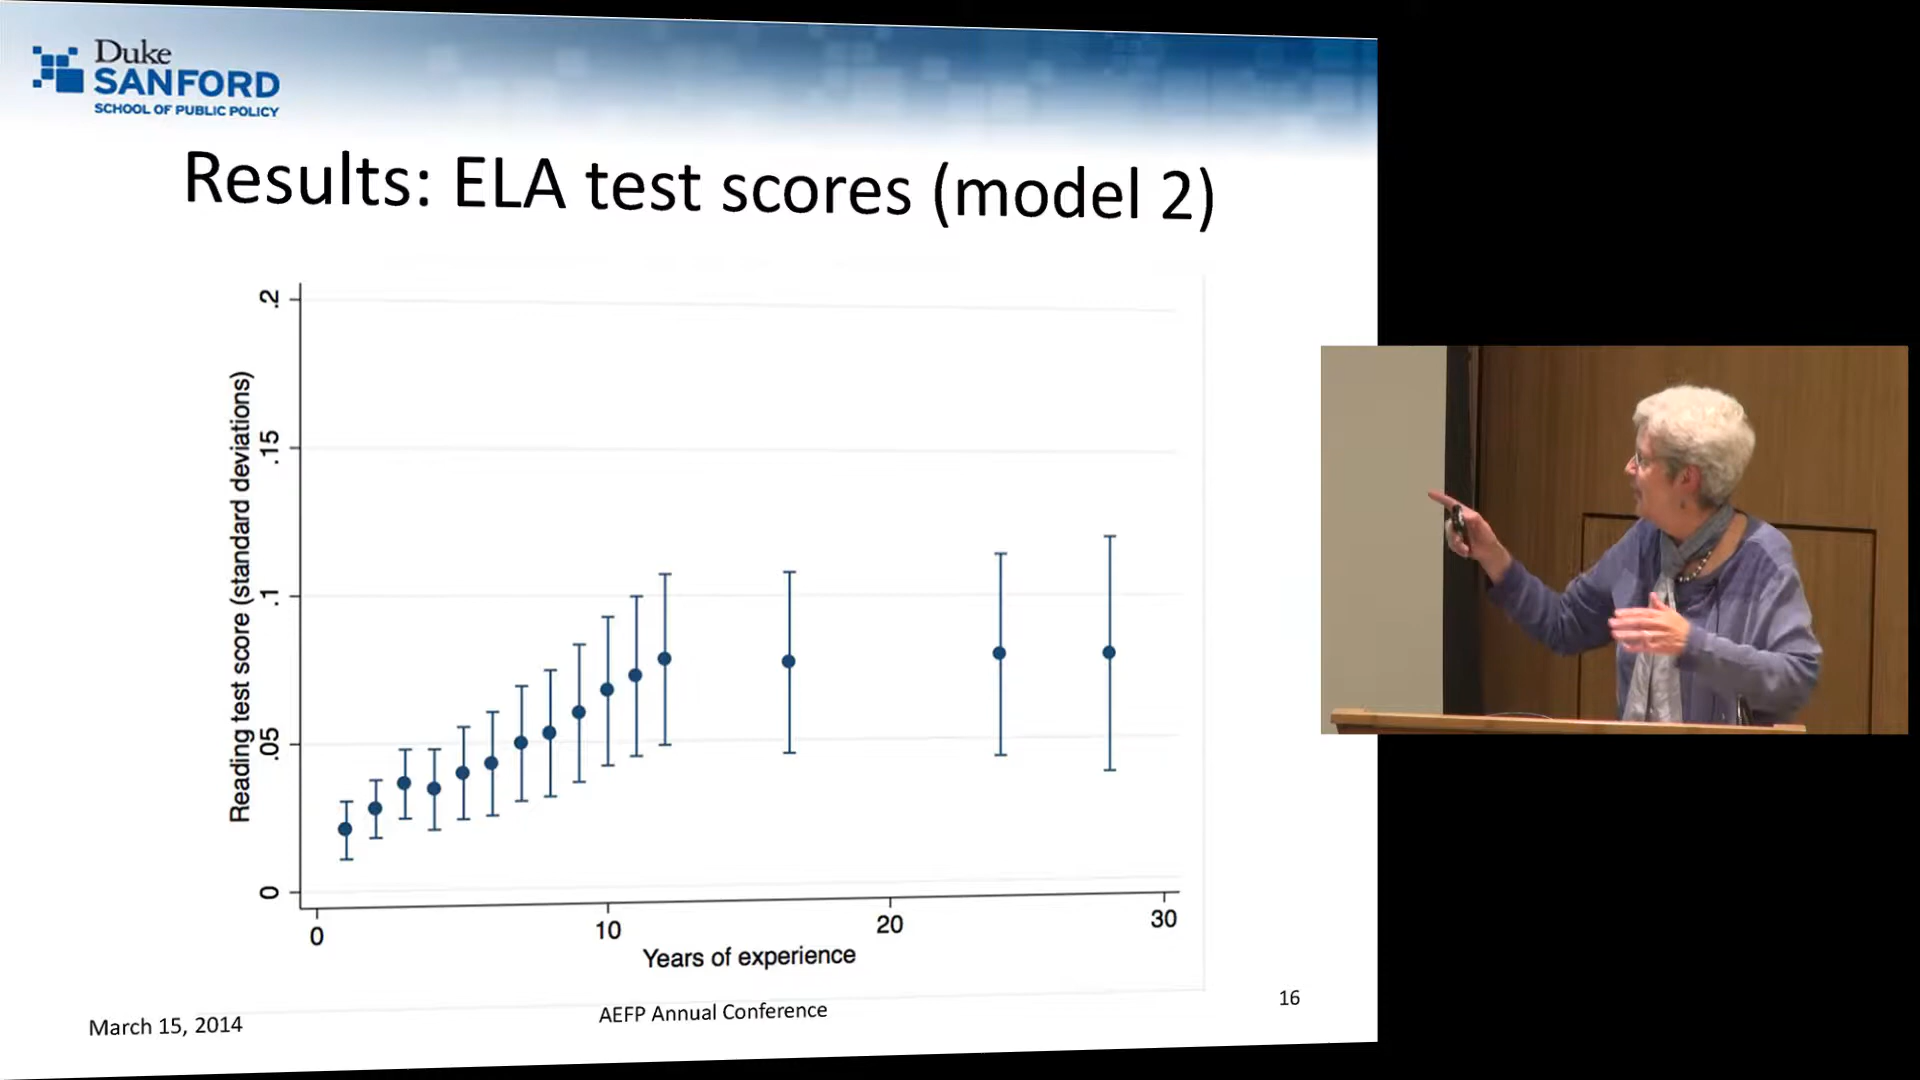 Duke
SANFORD
SCHOOL OF PUBLIC POLICY
Results: ELA test scores (model 2)
Reading test score (standard deviations)
.2
.15
.1
.05
0
0 10 20 30
Years of experience
March 15, 2014
AEFP Annual Conference
16